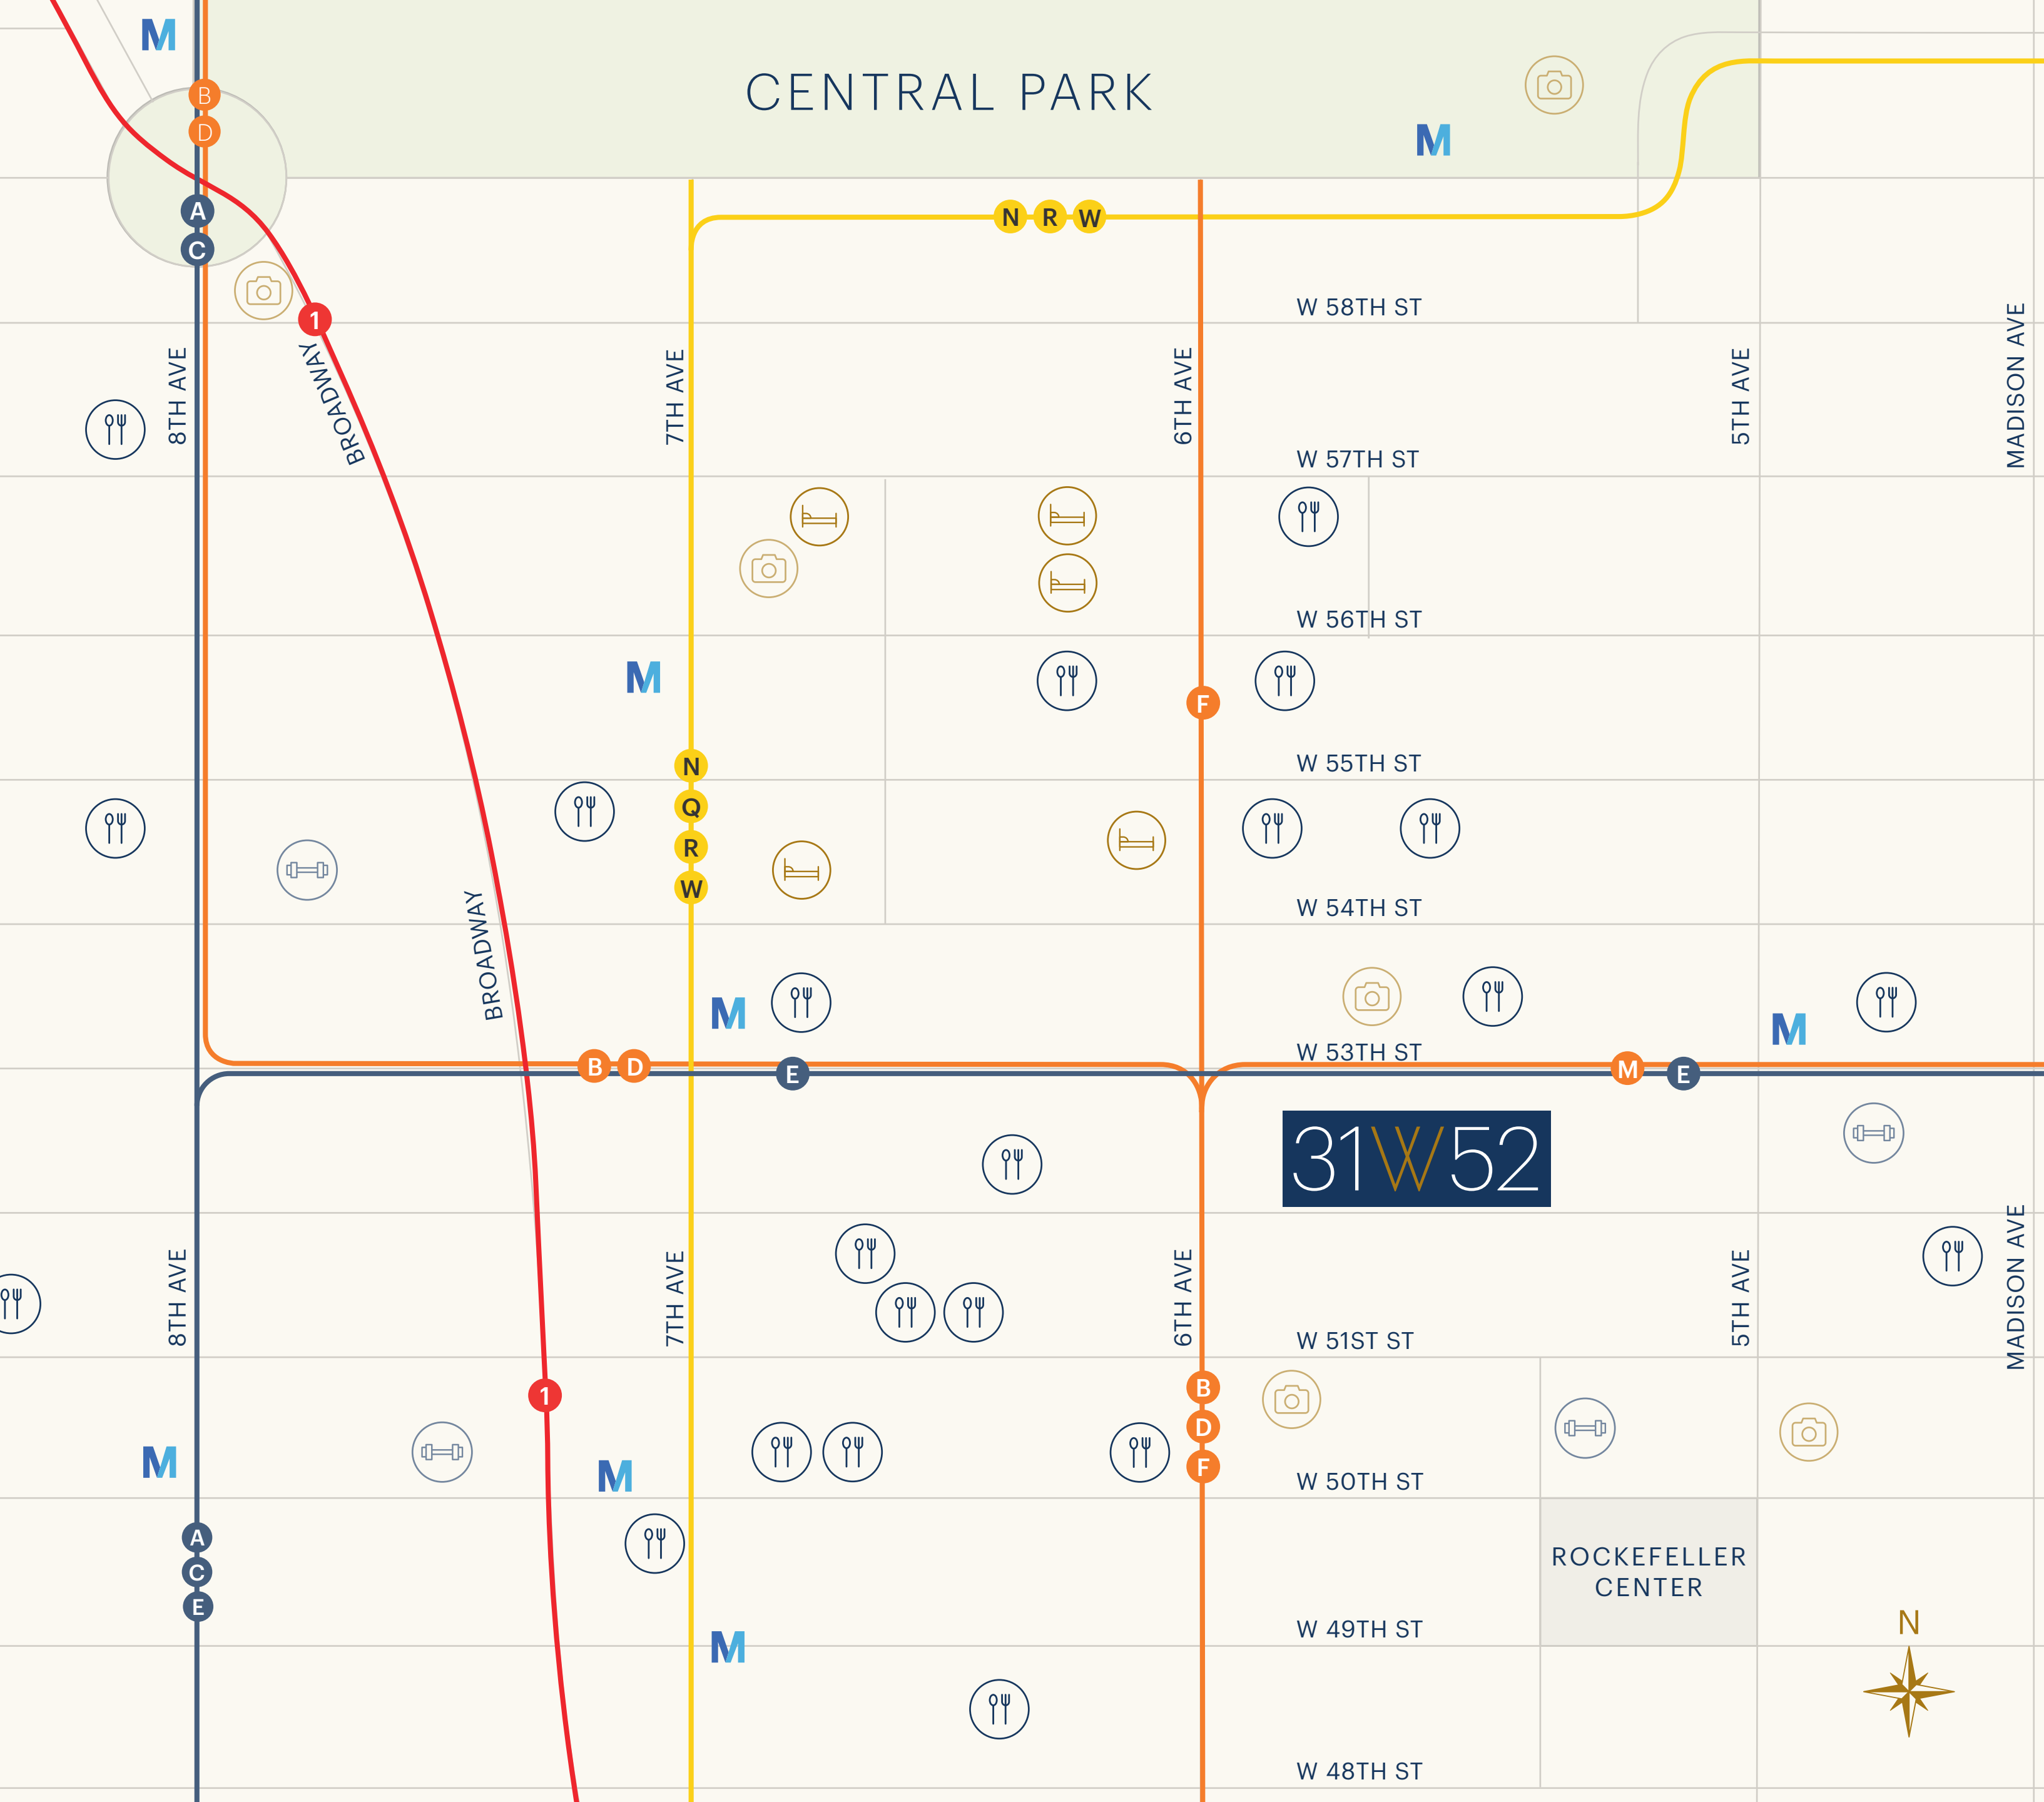 M
B
D
CENTRAL PARK
M
A
C
N R W
1
W 58TH ST
8TH AVE
BROADWAY
7TH AVE
6TH AVE
5TH AVE
MADISON AVE
W 57TH ST
W 56TH ST
M
F
N
Q
R
W
W 55TH ST
BROADWAY
W 54TH ST
M
M
W 53TH ST
B D
E
M
E
31W52
8TH AVE
7TH AVE
6TH AVE
5TH AVE
MADISON AVE
W 51ST ST
1
B
D
F
M
M
W 50TH ST
A
C
E
ROCKEFELLER
CENTER
M
W 49TH ST
N
W 48TH ST